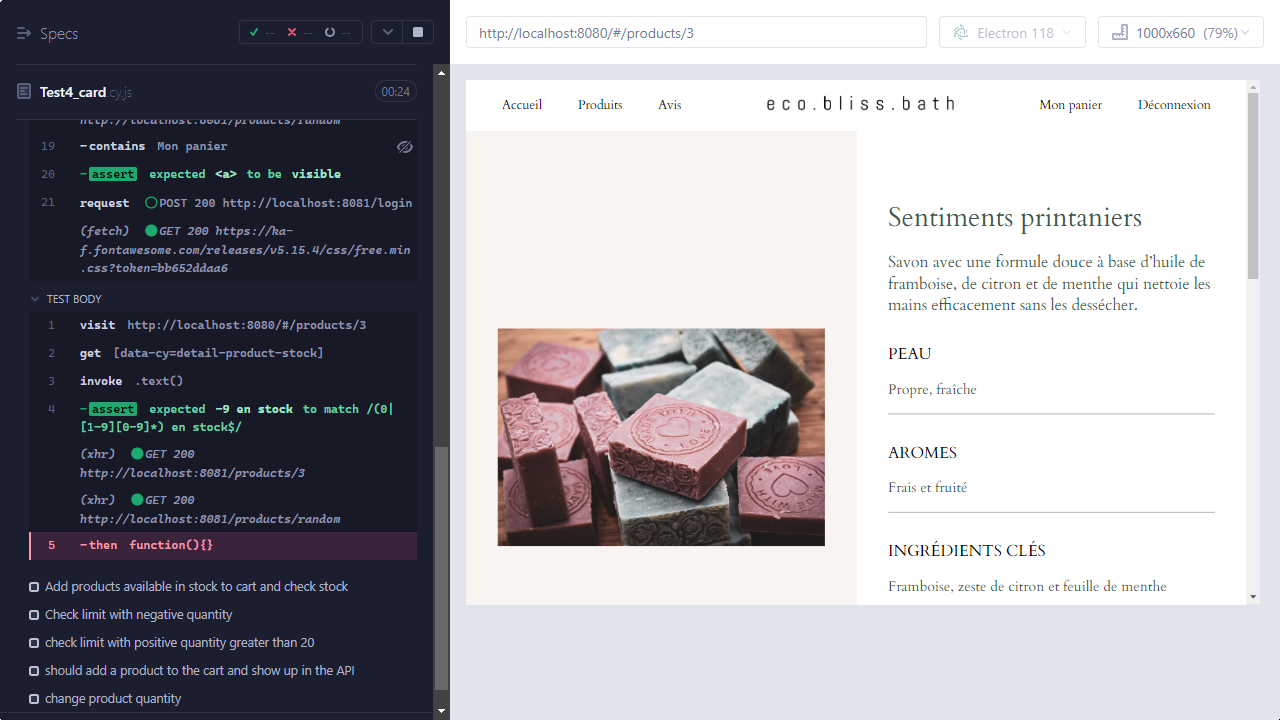 Specs
-- -- --
Test4_card.cy.js
00:24
http://localhost:8081/products/random
19 -contains Mon panier
20 -assert expected <a> to be visible
21 request POST 200 http://localhost:8081/login
(fetch) GET 200 https://ka-
f.fontawesome.com/releases/v5.15.4/css/free.min
.css?token=bb652ddaa6
TEST BODY
1 visit http://localhost:8080/#/products/3
2 get [data-cy=detail-product-stock]
3 invoke .text()
4 -assert expected -9 en stock to match /(0|
[1-9][0-9]*) en stock$/
(xhr) GET 200
http://localhost:8081/products/3
(xhr) GET 200
http://localhost:8081/products/random
5 -then function(){}
Add products available in stock to cart and check stock
Check limit with negative quantity
check limit with positive quantity greater than 20
should add a product to the cart and show up in the API
change product quantity
http://localhost:8080/#/products/3
Electron 118
1000x660 (79%)
Accueil Produits Avis eco.bliss.bath Mon panier Déconnexion
Sentiments printaniers
Savon avec une formule douce à base d’huile de
framboise, de citron et de menthe qui nettoie les
mains efficacement sans les dessécher.
PEAU
Propre, fraîche
AROMES
Frais et fruité
INGRÉDIENTS CLÉS
Framboise, zeste de citron et feuille de menthe